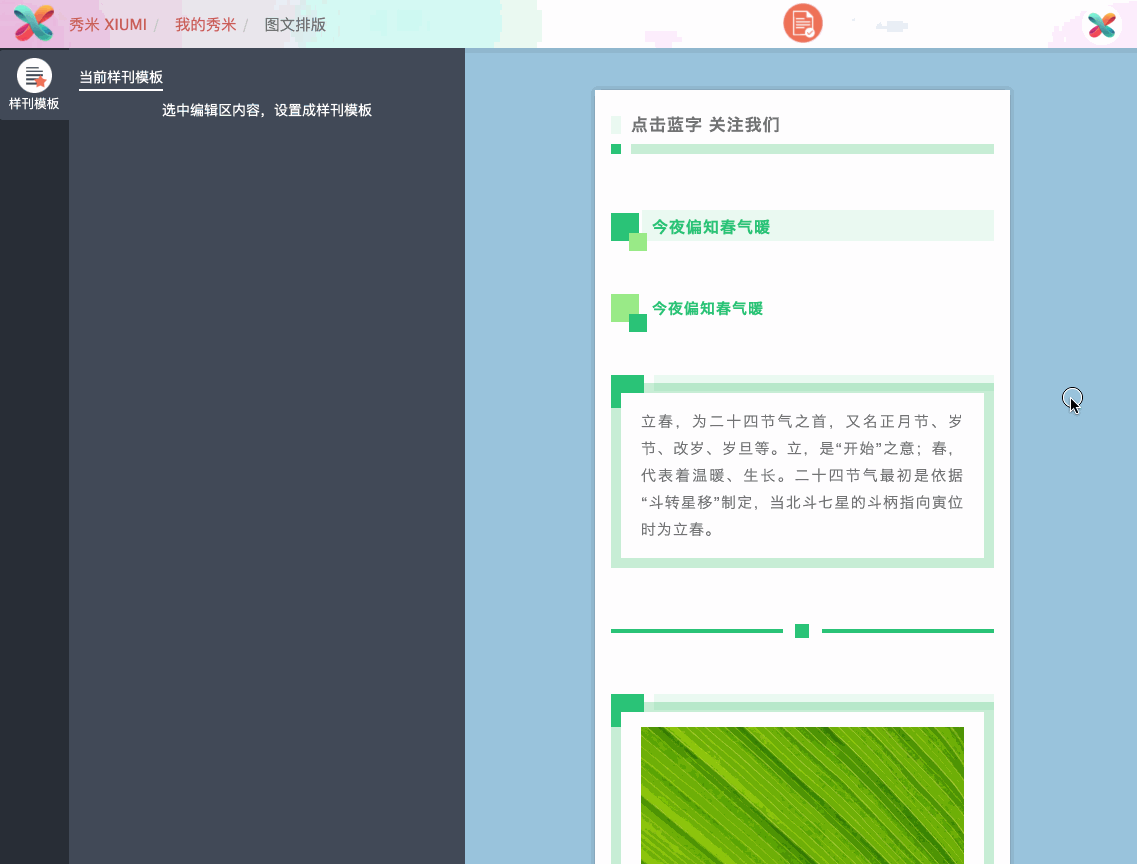 秀米 XIUMI / 我的秀米 / 图文排版
样刊模板
当前样刊模板
选中编辑区内容，设置成样刊模板
点击蓝字 关注我们
今夜偏知春气暖
今夜偏知春气暖
立春，为二十四节气之首，又名正月节、岁
节、改岁、岁旦等。立，是“开始”之意；春，
代表着温暖、生长。二十四节气最初是依据
“斗转星移”制定，当北斗七星的斗柄指向寅位
时为立春。